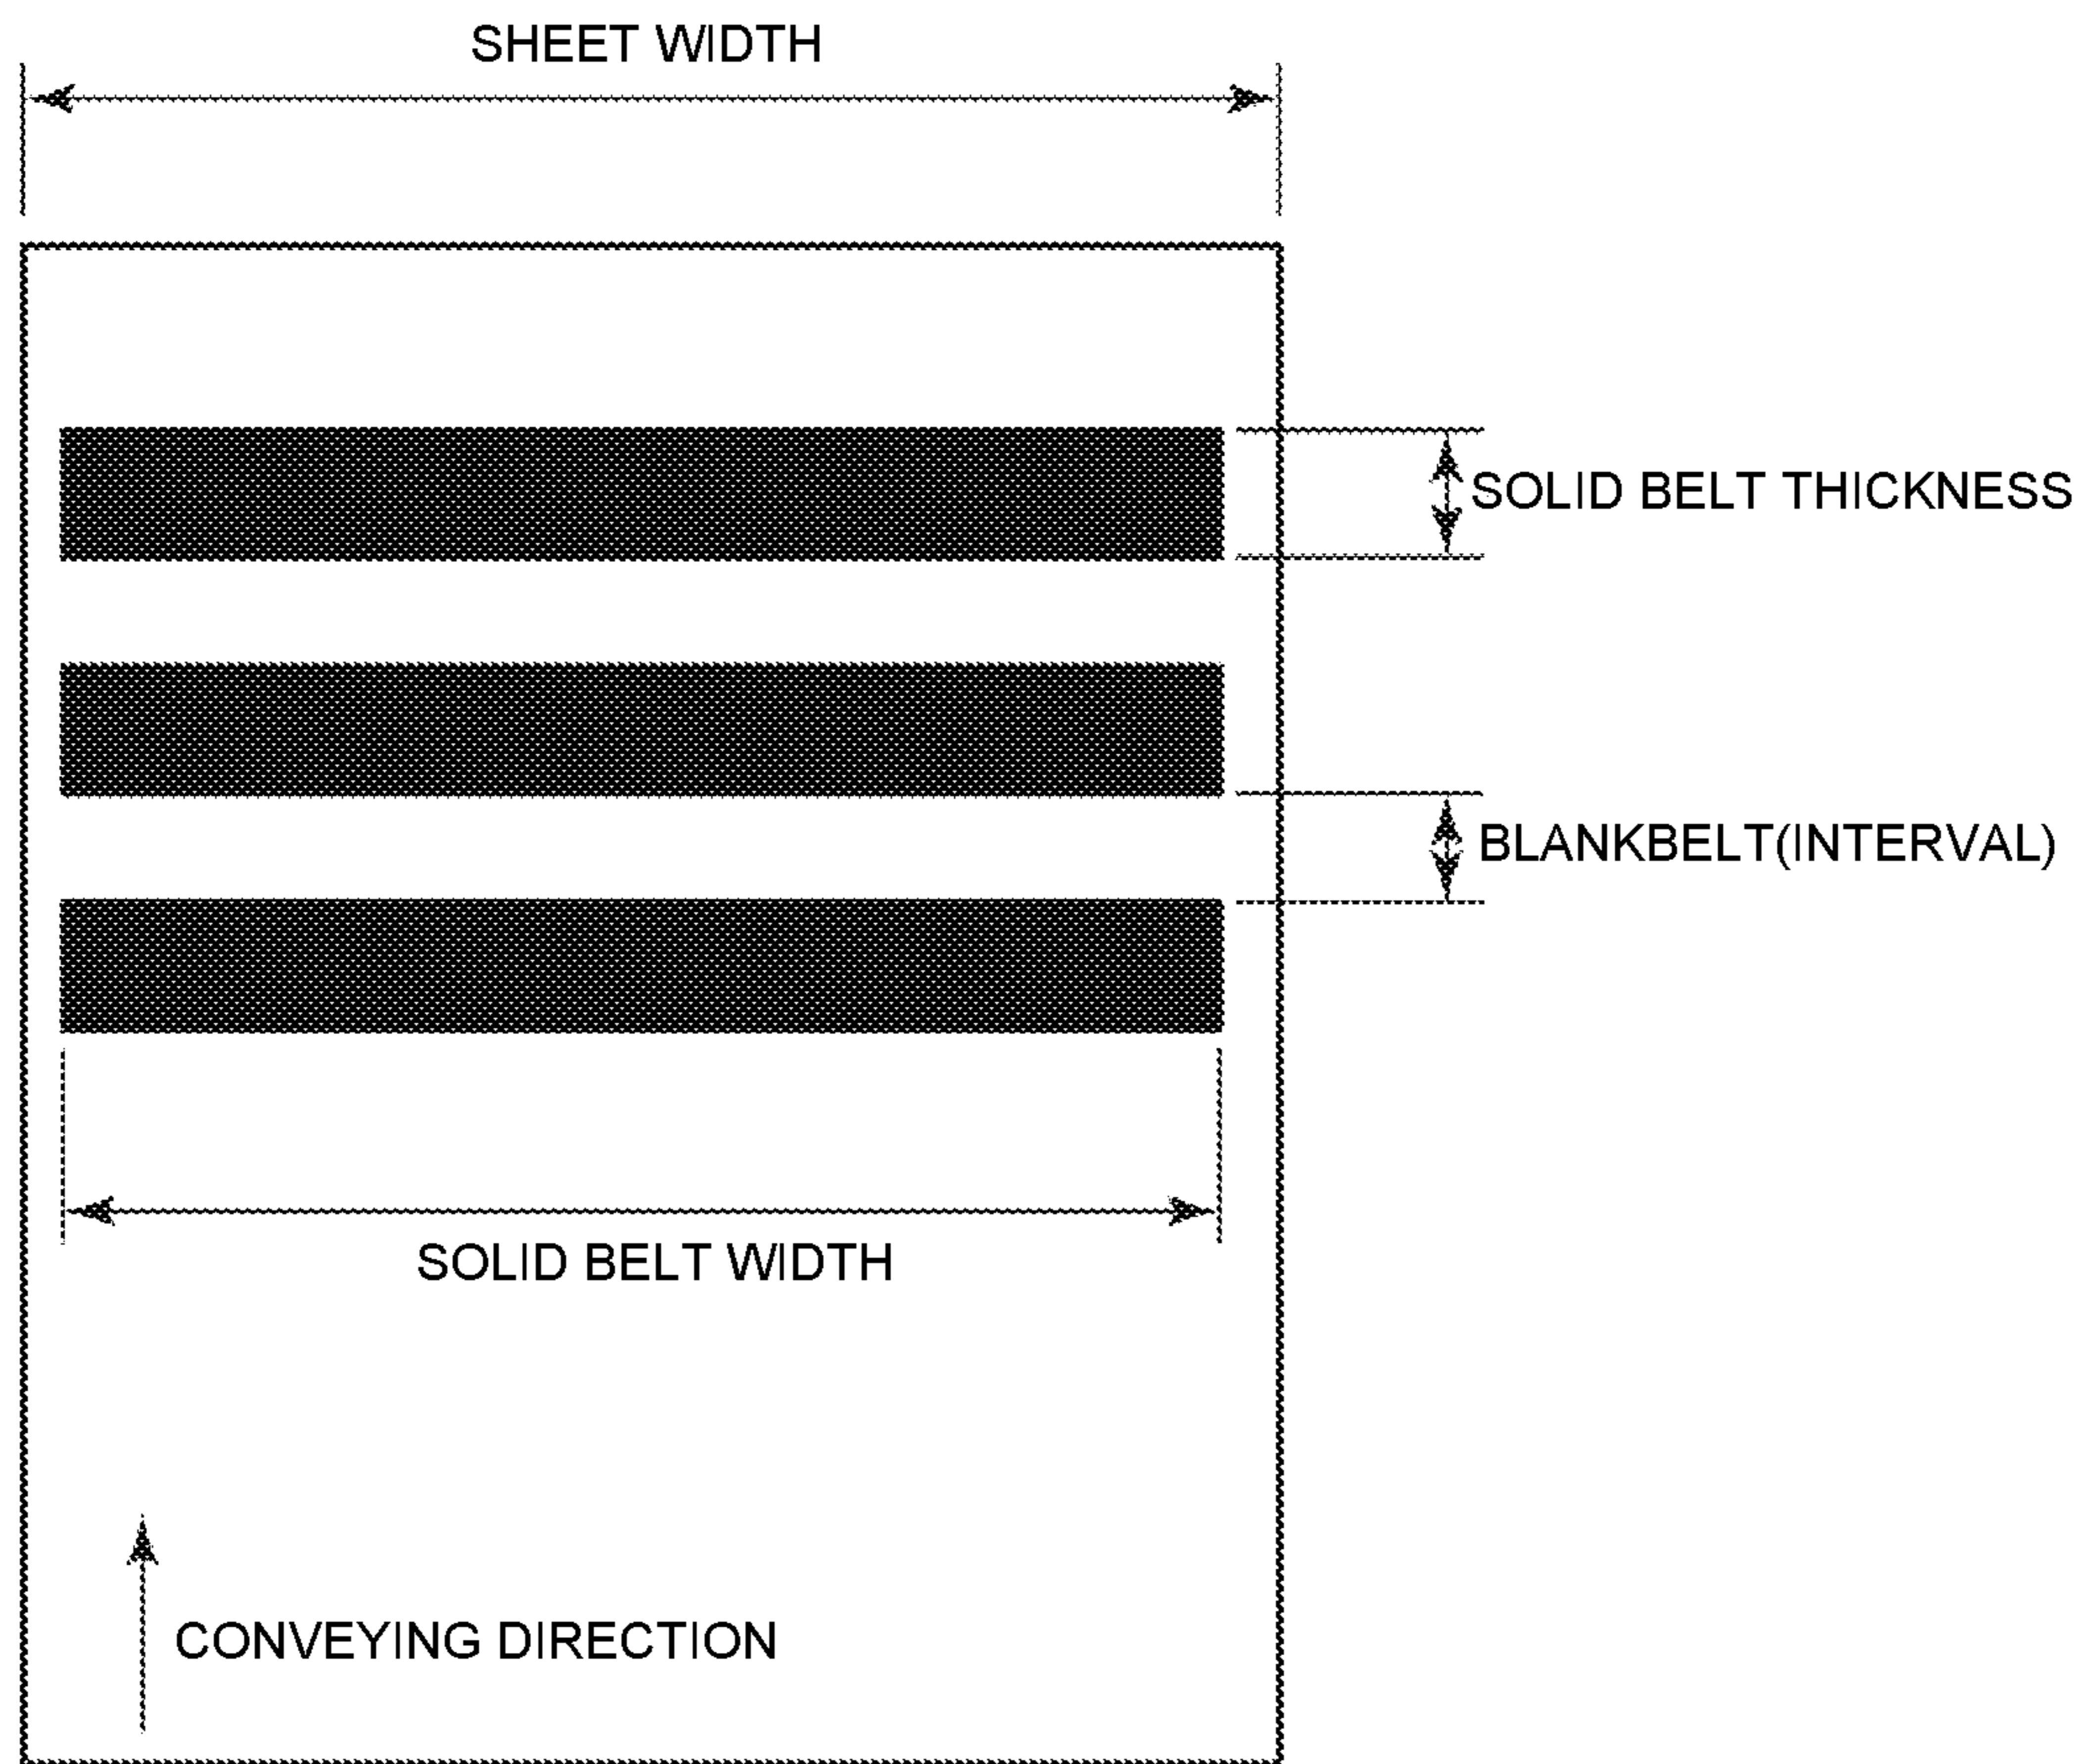 SHEET WIDTH
SOLID BELT THICKNESS
BLANKBELT(INTERVAL)
SOLID BELT WIDTH
CONVEYING DIRECTION